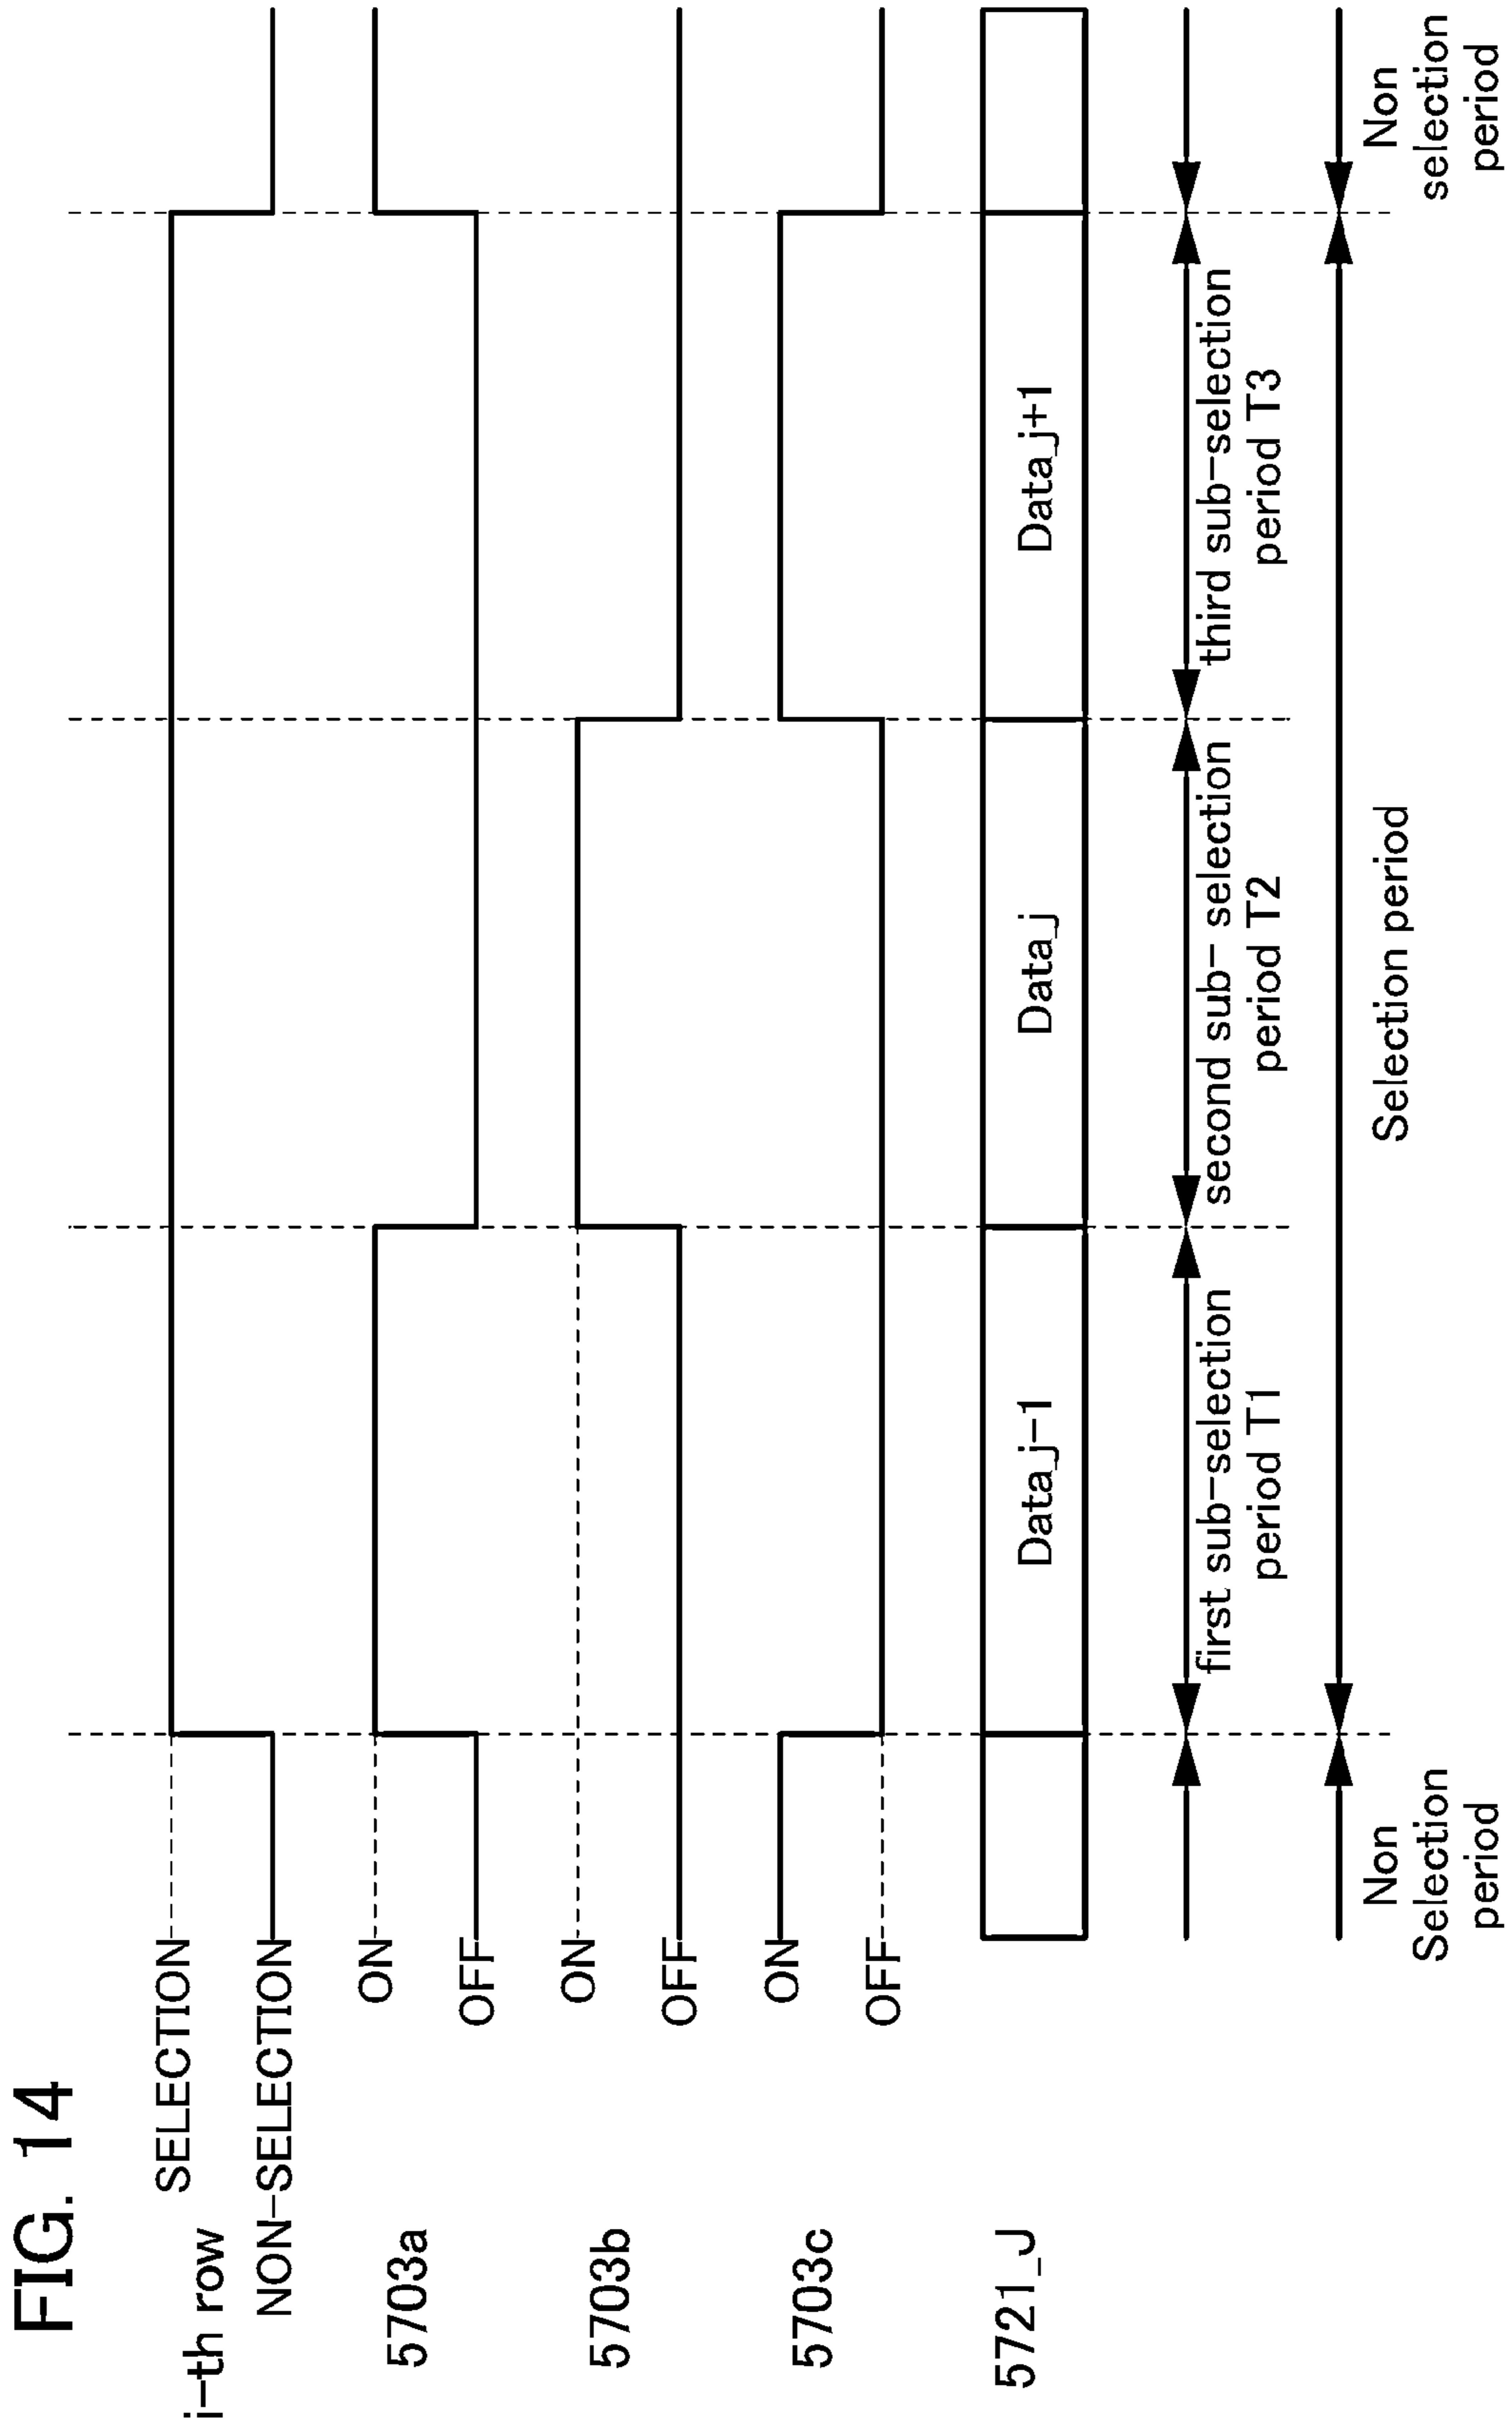 FIG. 14
i-th row
SELECTION
NON-SELECTION
5703a
ON
OFF
5703b
ON
OFF
5703c
ON
OFF
5721_J
Data_j-1
Data_j
Data_j+1
first sub-selection
period T1
second sub- selection
period T2
third sub-selection
period T3
Non
Selection
period
Selection period
Non
selection
period